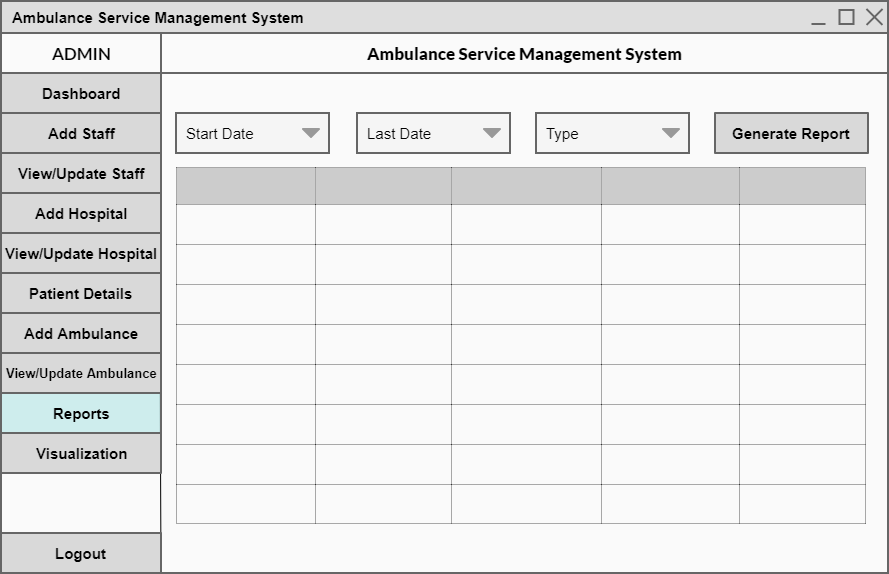 Ambulance Service Management System
ADMIN
Ambulance Service Management System
Dashboard
Add Staff
View/Update Staff
Add Hospital
View/Update Hospital
Patient Details
Add Ambulance
View/Update Ambulance
Reports
Visualization
Logout
Start Date
Last Date
Type
Generate Report